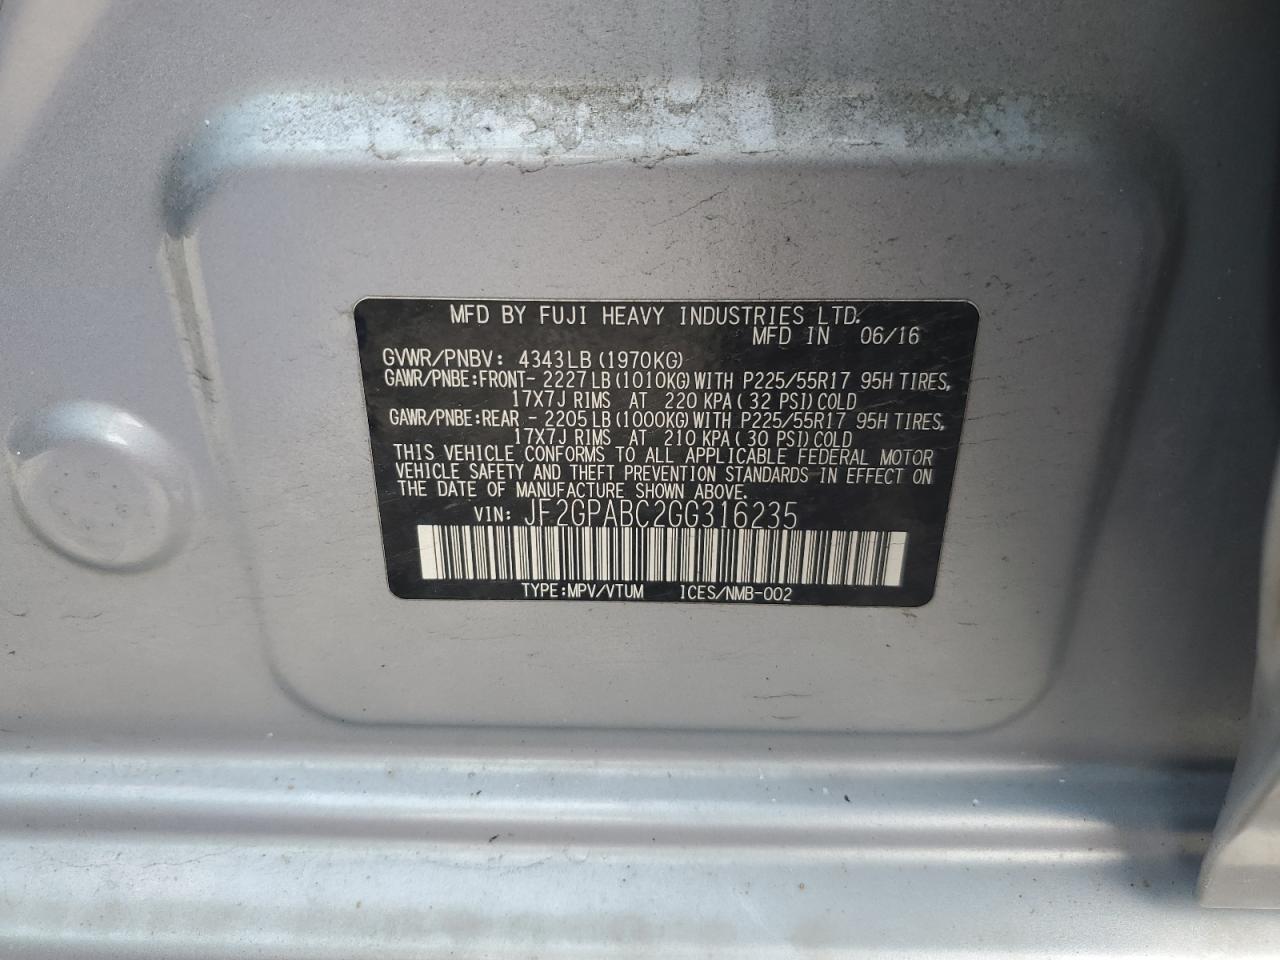 MFD BY FUJI HEAVY INDUSTRIES LTD.
MFD IN 06/16
GVWR/PNBV: 4343LB (1970KG)
GAWR/PNBE:FRONT- 2227LB (1010KG) WITH P225/55R17 95H TIRES,
17X7J RIMS AT 220 KPA (32 PSI) COLD
GAWR/PNBE:REAR - 2205LB (1000KG) WITH P225/55R17 95H TIRES,
17X7J RIMS AT 210 KPA (30 PSI) COLD
THIS VEHICLE CONFORMS TO ALL APPLICABLE FEDERAL MOTOR
VEHICLE SAFETY AND THEFT PREVENTION STANDARDS IN EFFECT ON
THE DATE OF MANUFACTURE SHOWN ABOVE.
VIN: JF2GPABC2GG316235
TYPE:MPV/VTUM ICES/NMB-002